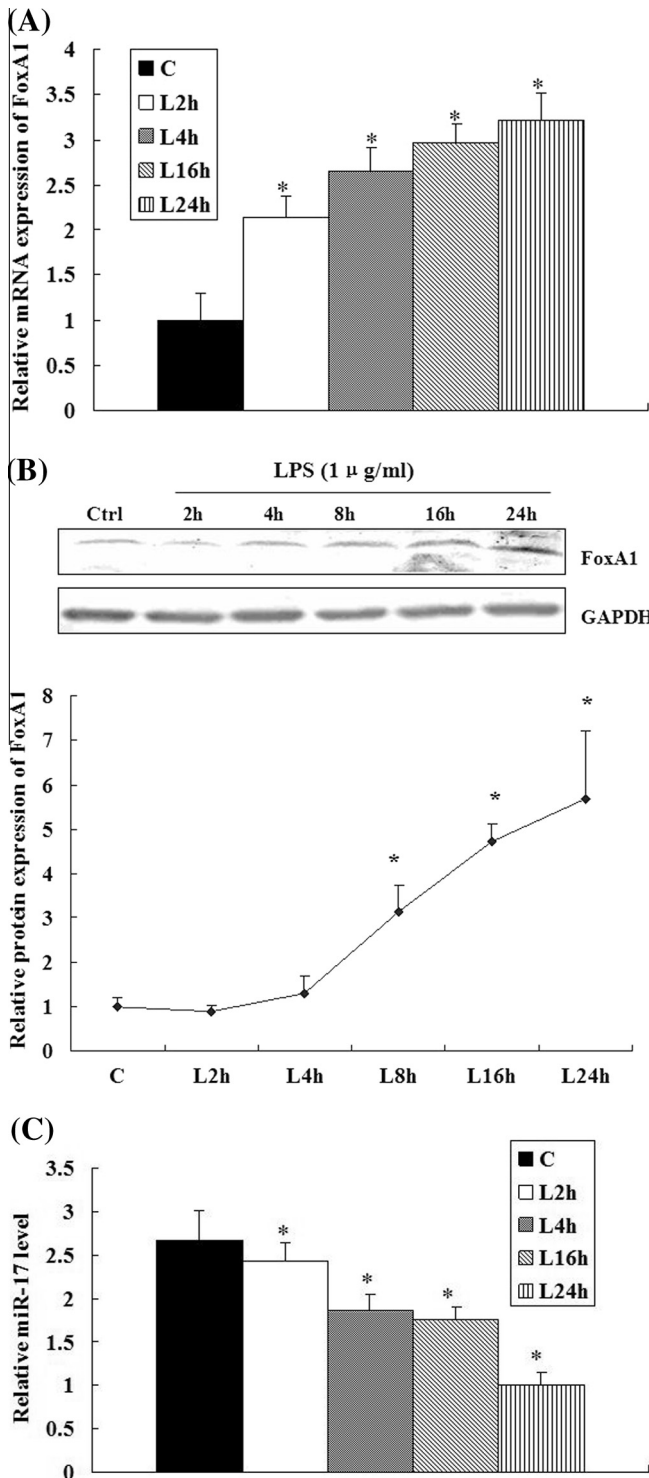 (A)
Relative mRNA expression of FoxA1
4
3.5
3
2.5
2
1.5
1
0.5
0
C
L2h
L4h
L16h
L24h
* * * *
(B)
LPS (1 μg/ml)
Ctrl 2h 4h 8h 16h 24h
FoxA1
GAPDH
Relative protein expression of FoxA1
8
7
6
5
4
3
2
1
0
* * *
C L2h L4h L8h L16h L24h
(C)
Relative miR-17 level
3.5
3
2.5
2
1.5
1
0.5
0
* * * *
C
L2h
L4h
L16h
L24h